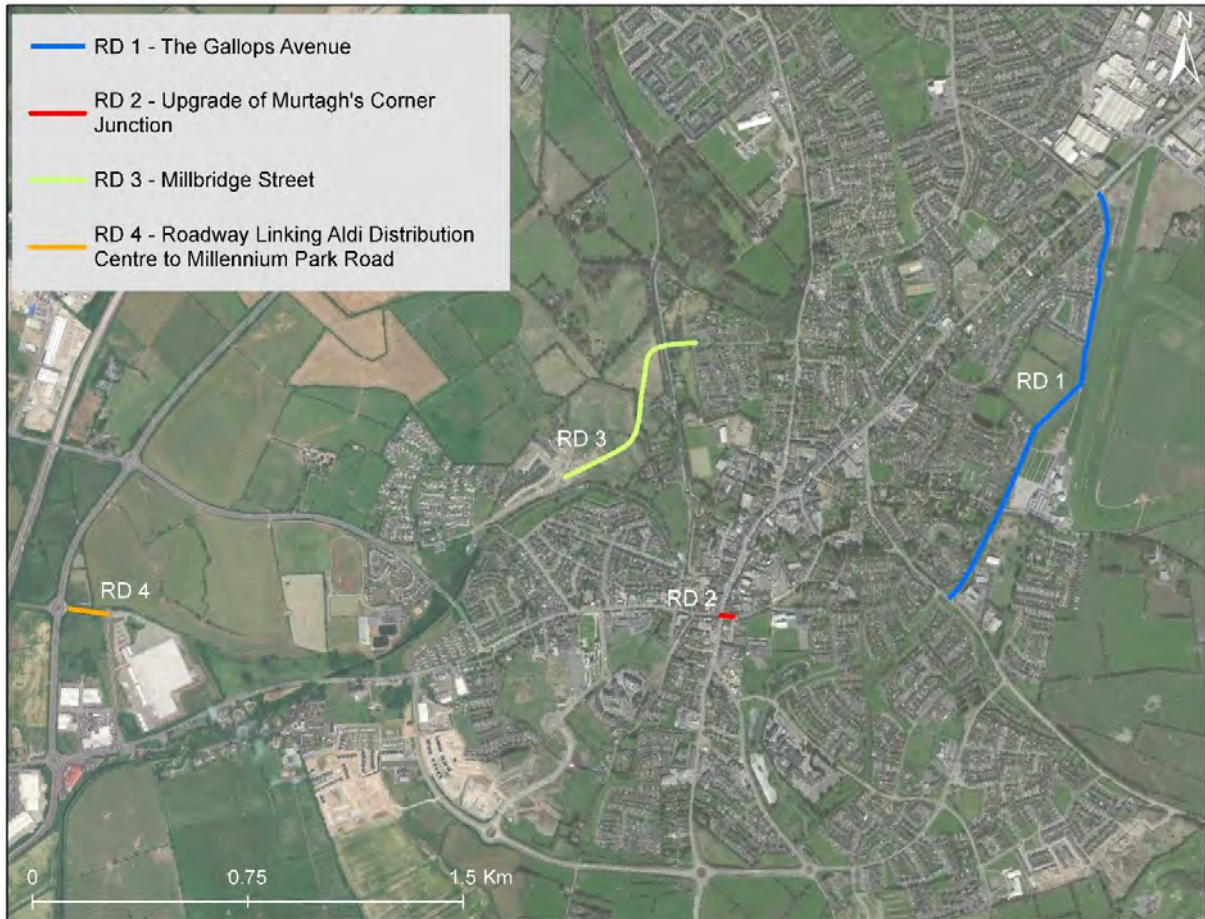 RD 1 - The Gallops Avenue
RD 2 - Upgrade of Murtagh's Corner
Junction
RD 3 - Millbridge Street
RD 4 - Roadway Linking Aldi Distribution
Centre to Millennium Park Road
N
RD 1
RD 3
RD 2
RD 4
0 0.75 1.5 Km